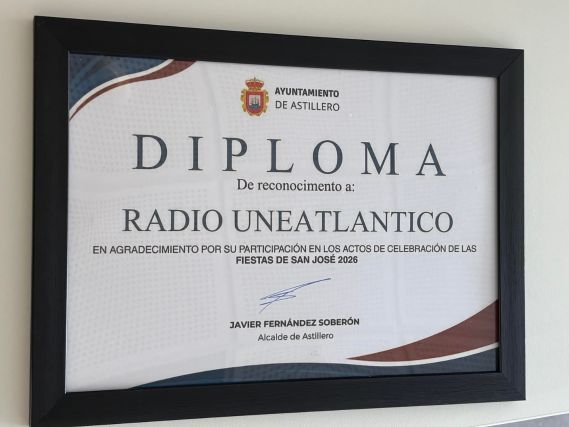 AYUNTAMIENTO
DE ASTILLERO
DIPLOMA
De reconocimiento a:
RADIO UNEATLANTICO
EN AGRADECIMIENTO POR SU PARTICIPACIÓN EN LOS ACTOS DE CELEBRACIÓN DE LAS
FIESTAS DE SAN JOSÉ 2026
JAVIER FERNÁNDEZ SOBERÓN
Alcalde de Astillero